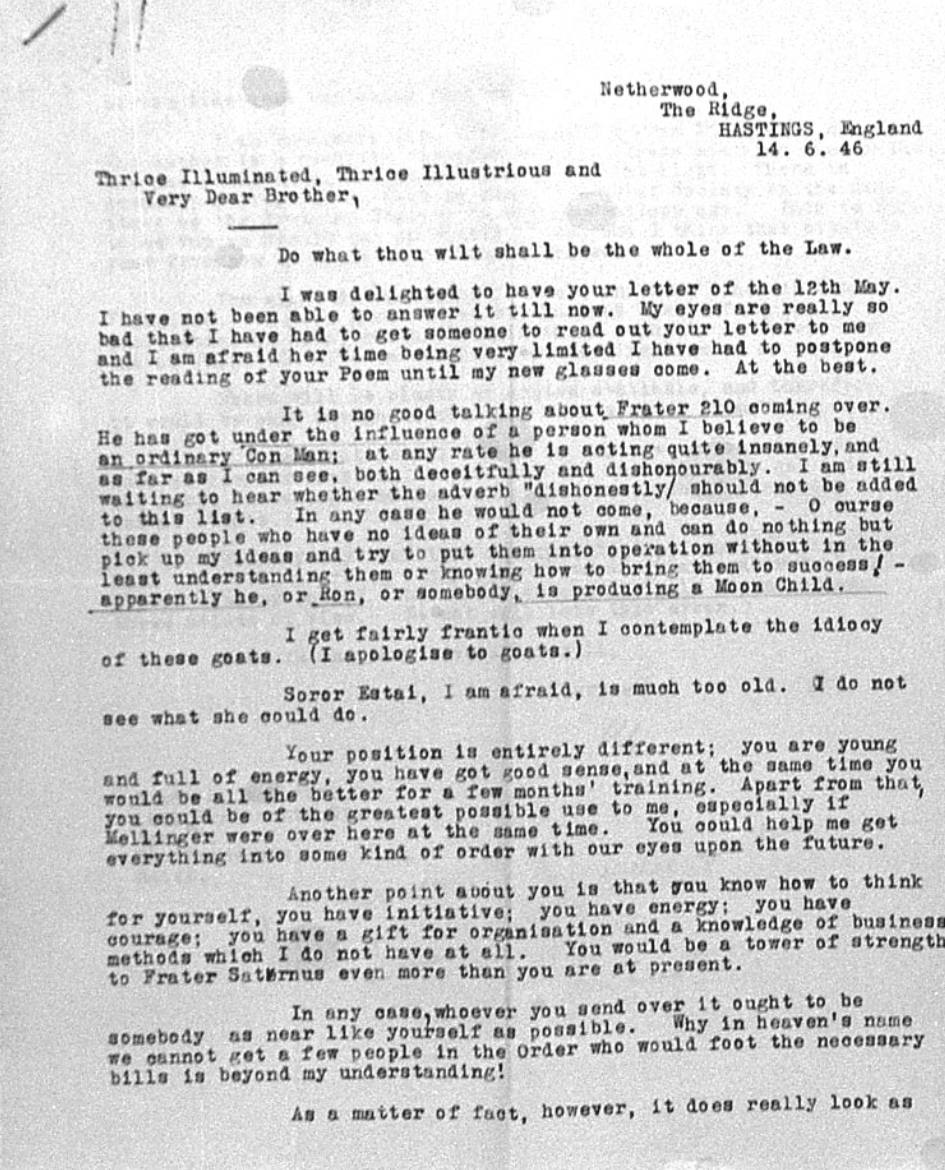 Netherwood,
The Ridge,
HASTINGS, England
14. 6. 46
Thrice Illuminated, Thrice Illustrious and
Very Dear Brother,
Do what thou wilt shall be the whole of the Law.
I was delighted to have your letter of the 12th May.
I have not been able to answer it till now. My eyes are really so
bad that I have had to get someone to read out your letter to me
and I am afraid her time being very limited I have had to postpone
the reading of your Poem until my new glasses come. At the best.
It is no good talking about Frater 210 coming over.
He has got under the influence of a person whom I believe to be
an ordinary Con Man; at any rate he is acting quite insanely, and
as far as I can see, both deceitfully and dishonourably. I am still
waiting to hear whether the adverb "dishonestly/ should not be added
to this list. In any case he would not come, because, - O curse
these people who have no ideas of their own and can do nothing but
pick up my ideas and try to put them into operation without in the
least understanding them or knowing how to bring them to success! -
apparently he, or Ron, or somebody, is producing a Moon Child.
I get fairly frantic when I contemplate the idiocy
of these goats. (I apologise to goats.)
Soror Estai, I am afraid, is much too old. I do not
see what she could do.
Your position is entirely different; you are young
and full of energy, you have got good sense, and at the same time you
would be all the better for a few months' training. Apart from that,
you could be of the greatest possible use to me, especially if
Mellinger were over here at the same time. You could help me get
everything into some kind of order with our eyes upon the future.
Another point about you is that you know how to think
for yourself, you have initiative; you have energy; you have
courage; you have a gift for organisation and a knowledge of business
methods which I do not have at all. You would be a tower of strength
to Frater Saturnus even more than you are at present.
In any case, whoever you send over it ought to be
somebody as near like yourself as possible. Why in heaven's name
we cannot get a few people in the Order who would foot the necessary
bills is beyond my understanding!
As a matter of fact, however, it does really look as